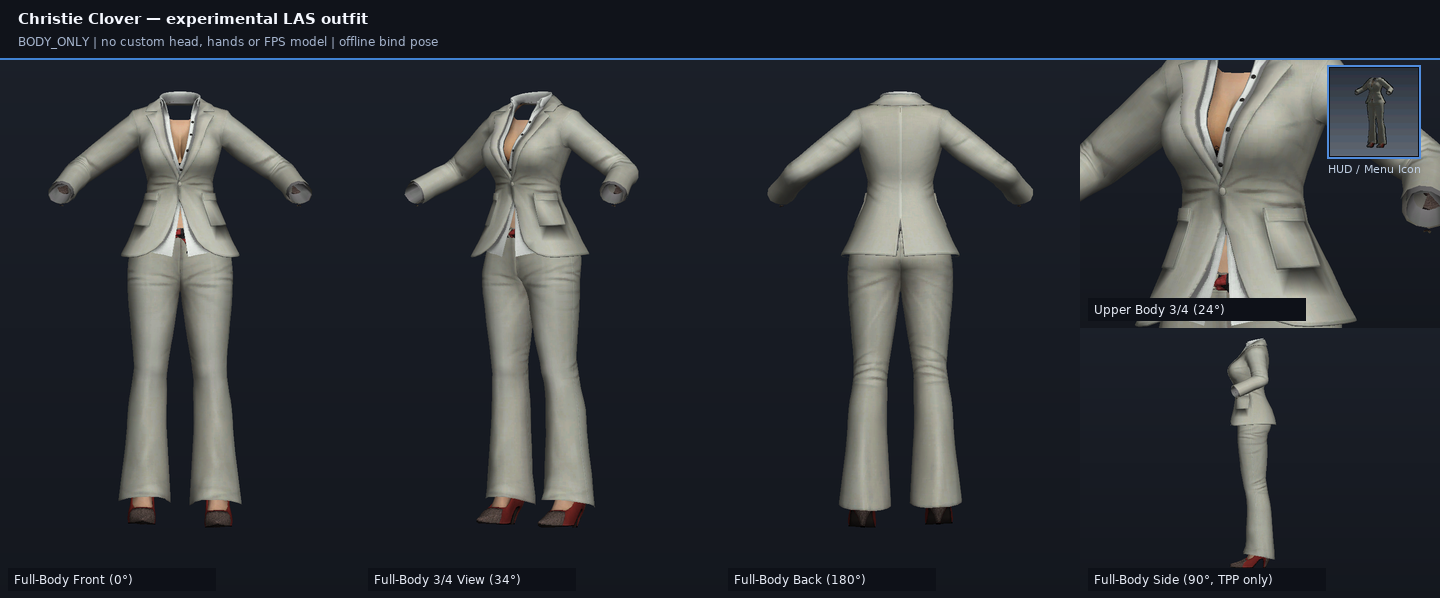 Christie Clover — experimental LAS outfit
BODY_ONLY | no custom head, hands or FPS model | offline bind pose
HUD / Menu Icon
Upper Body 3/4 (24°)
Full-Body Front (0°)
Full-Body 3/4 View (34°)
Full-Body Back (180°)
Full-Body Side (90°, TPP only)